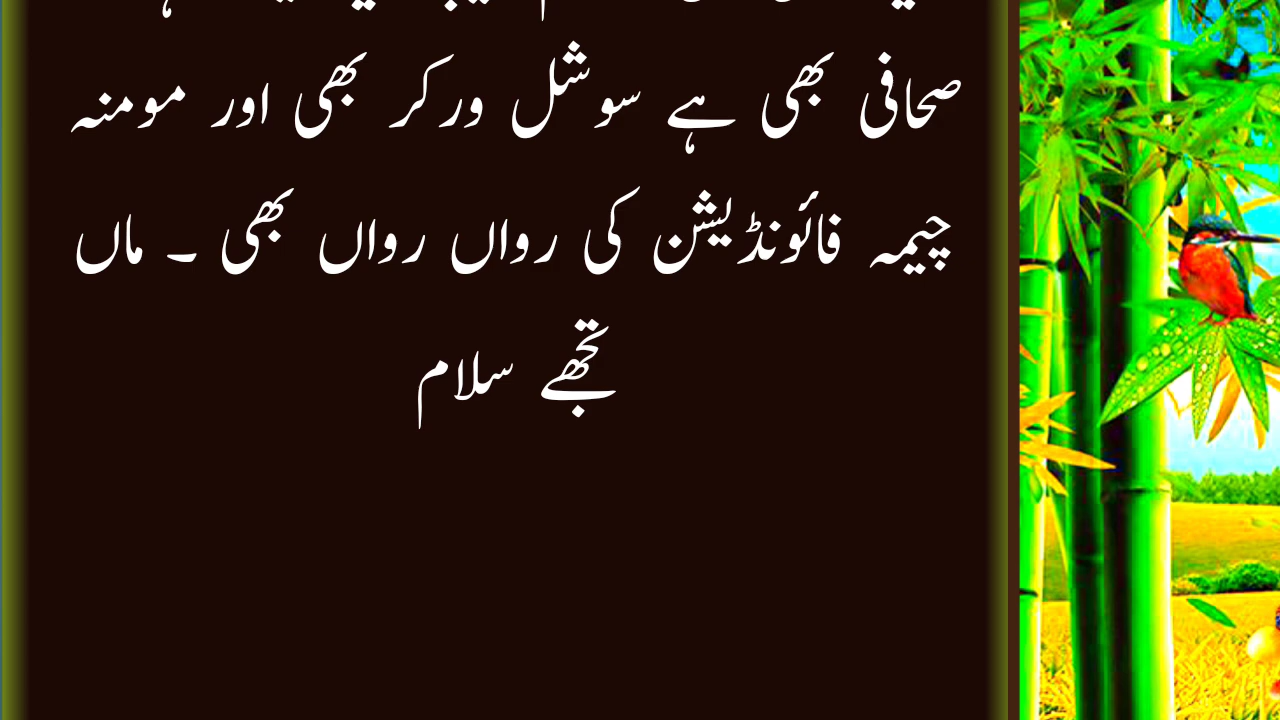 صحافی بھی ہے سوشل ورکر بھی اور مومنہ
چیمہ فائونڈیشن کی رواں رواں بھی ۔ ماں
تجھے سلام